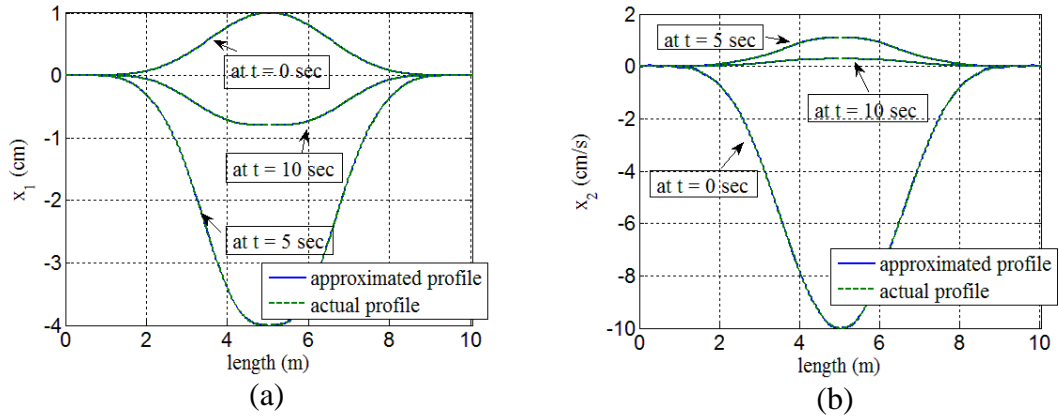 1
0
-1
-2
-3
-4
0 2 4 6 8 10
x1 (cm)
length (m)
at t = 0 sec
at t = 10 sec
at t = 5 sec
approximated profile
actual profile
(a)
2
0
-2
-4
-6
-8
-10
0 2 4 6 8 10
x2 (cm/s)
length (m)
at t = 5 sec
at t = 10 sec
at t = 0 sec
approximated profile
actual profile
(b)